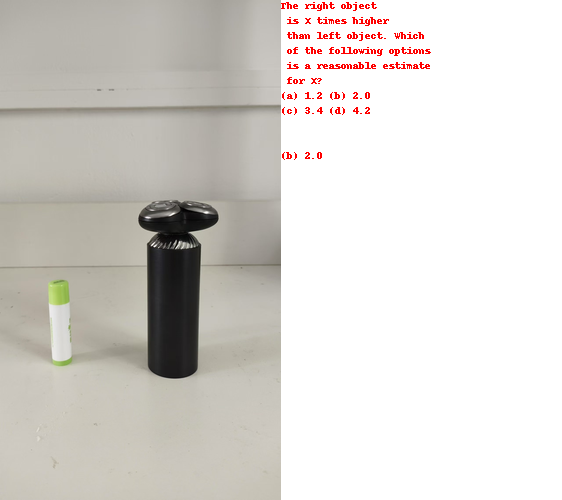 The right object
is X times higher
than left object. Which
of the following options
is a reasonable estimate
for X?
(a) 1.2 (b) 2.0
(c) 3.4 (d) 4.2
(b) 2.0